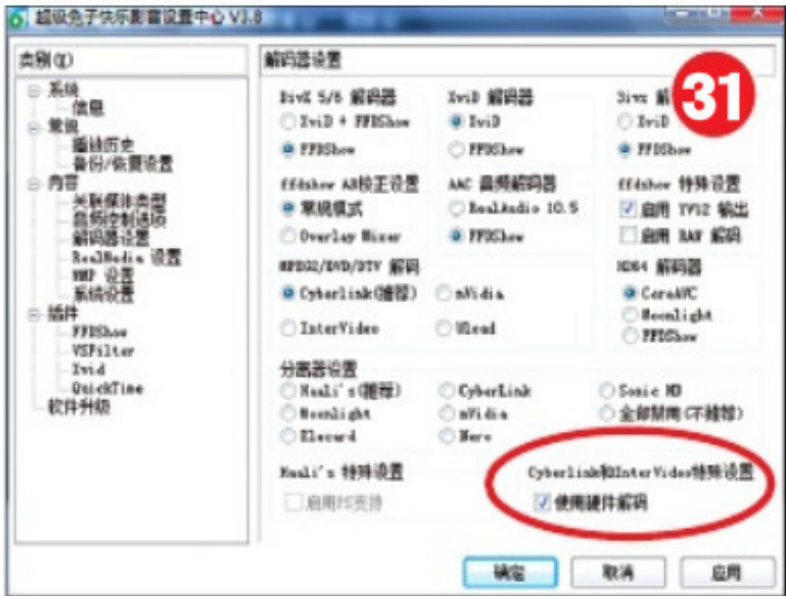 超级兔子快乐影音设置中心 V3.8
类别(T)
系统
信息
常规
播放历史
备份/恢复设置
内容
关联媒体类型
音频控制选项
解码器设置
RealMedia 设置
WMP 设置
系统设置
插件
FFDShow
VSFilter
Xvid
QuickTime
软件升级
解码器设置
31
DivX 5/6 解码器
XviD 解码器
3ivx 解
XviD + FFDShow
XviD
XviD
FFDShow
FFDShow
FFDShow
ffdshow AB校正设置
AAC 音频解码器
ffdshow 特殊设置
常规模式
RealAudio 10.5
启用 YV12 输出
Overlay Mixer
FFDShow
启用 RAW 解码
MPEG2/DVD/DTV 解码
H264 解码器
Cyberlink(推荐)
nVidia
CoreAVC
Moonlight
InterVideo
Ulead
FFDShow
分离器设置
Haali's(推荐)
CyberLink
Sonic HD
Moonlight
nVidia
全部禁用(不推荐)
Elecard
Nero
Haali's 特殊设置
Cyberlink和InterVideo特殊设置
启用PS支持
使用硬件解码
确定
取消
应用